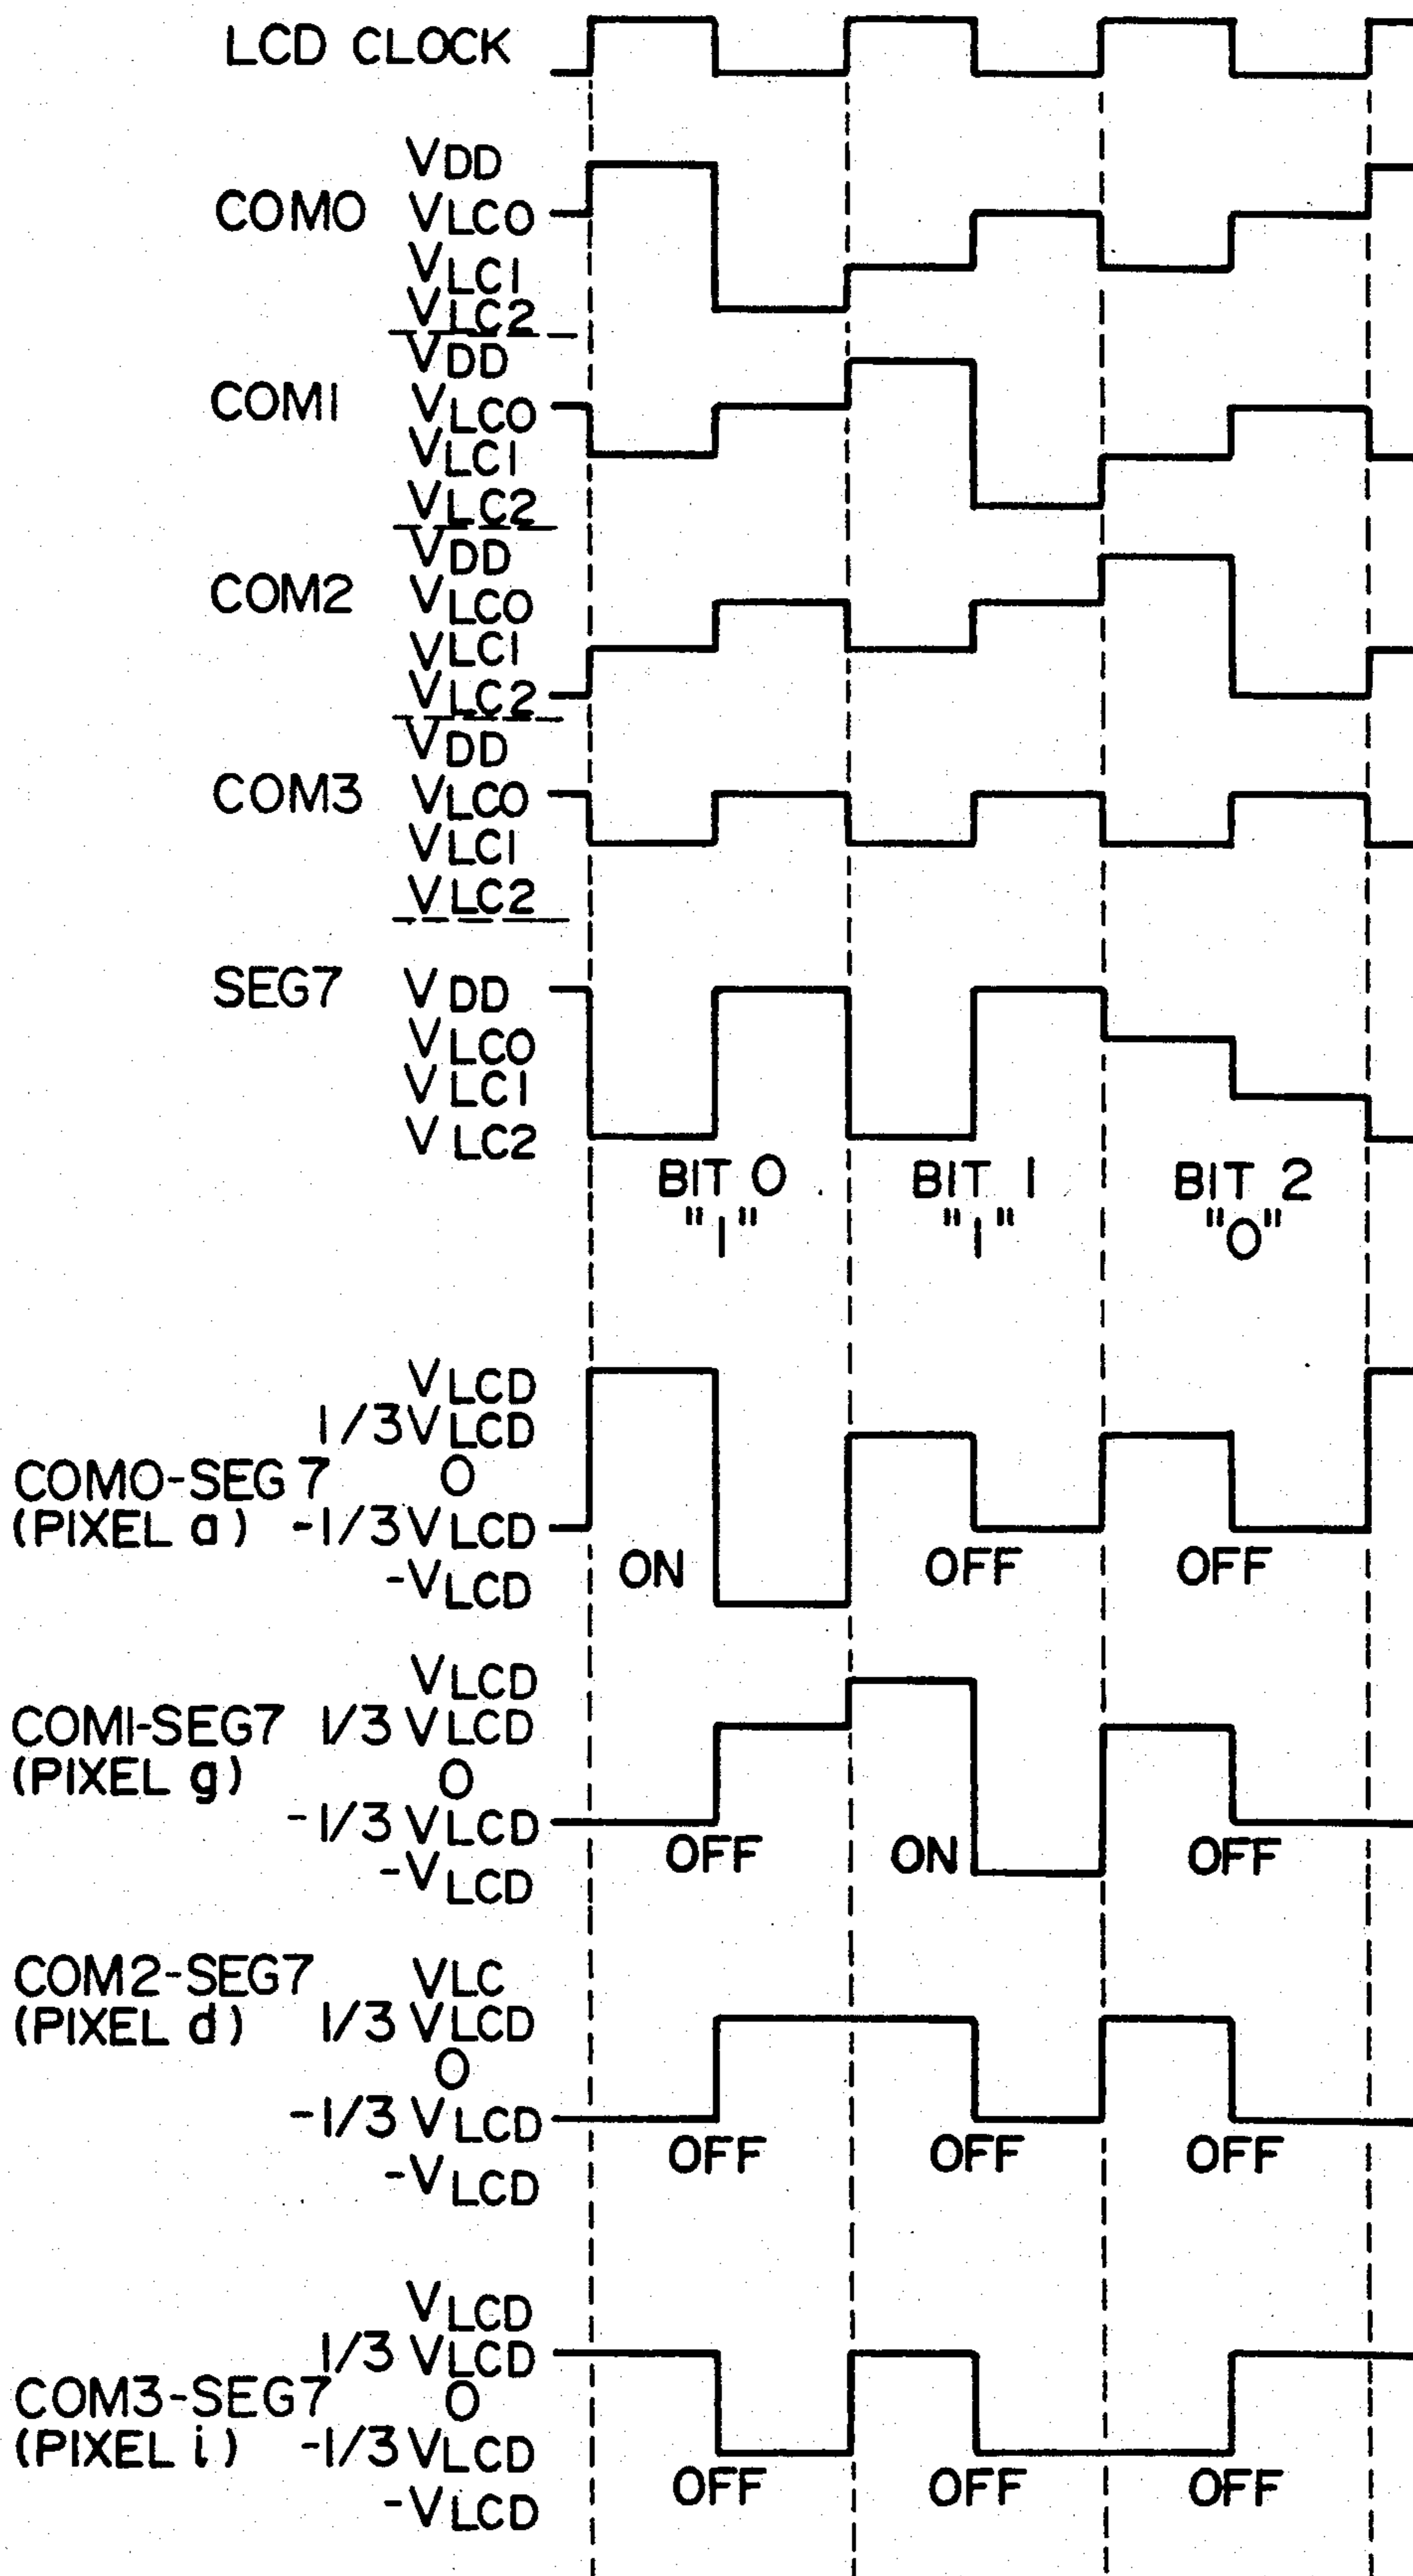 LCD CLOCK
VDD
COM0 VLC0
VLC1
VLC2
VDD
COM1 VLC0
VLC1
VLC2
VDD
COM2 VLC0
VLC1
VLC2
VDD
COM3 VLC0
VLC1
VLC2
SEG7 VDD
VLC0
VLC1
VLC2
BIT 0 BIT 1 BIT 2
"1" "1" "0"
VLCD
1/3VLCD
COM0-SEG 7 0
(PIXEL a) -1/3VLCD
ON OFF OFF
-VLCD
VLCD
COM1-SEG7 1/3 VLCD
(PIXEL g) 0
-1/3 VLCD
OFF ON OFF
-VLCD
COM2-SEG7 VLC
(PIXEL d) 1/3 VLCD
0
-1/3 VLCD
OFF OFF OFF
-VLCD
VLCD
1/3 VLCD
COM3-SEG7 0
(PIXEL i) -1/3VLCD
OFF OFF OFF
-VLCD